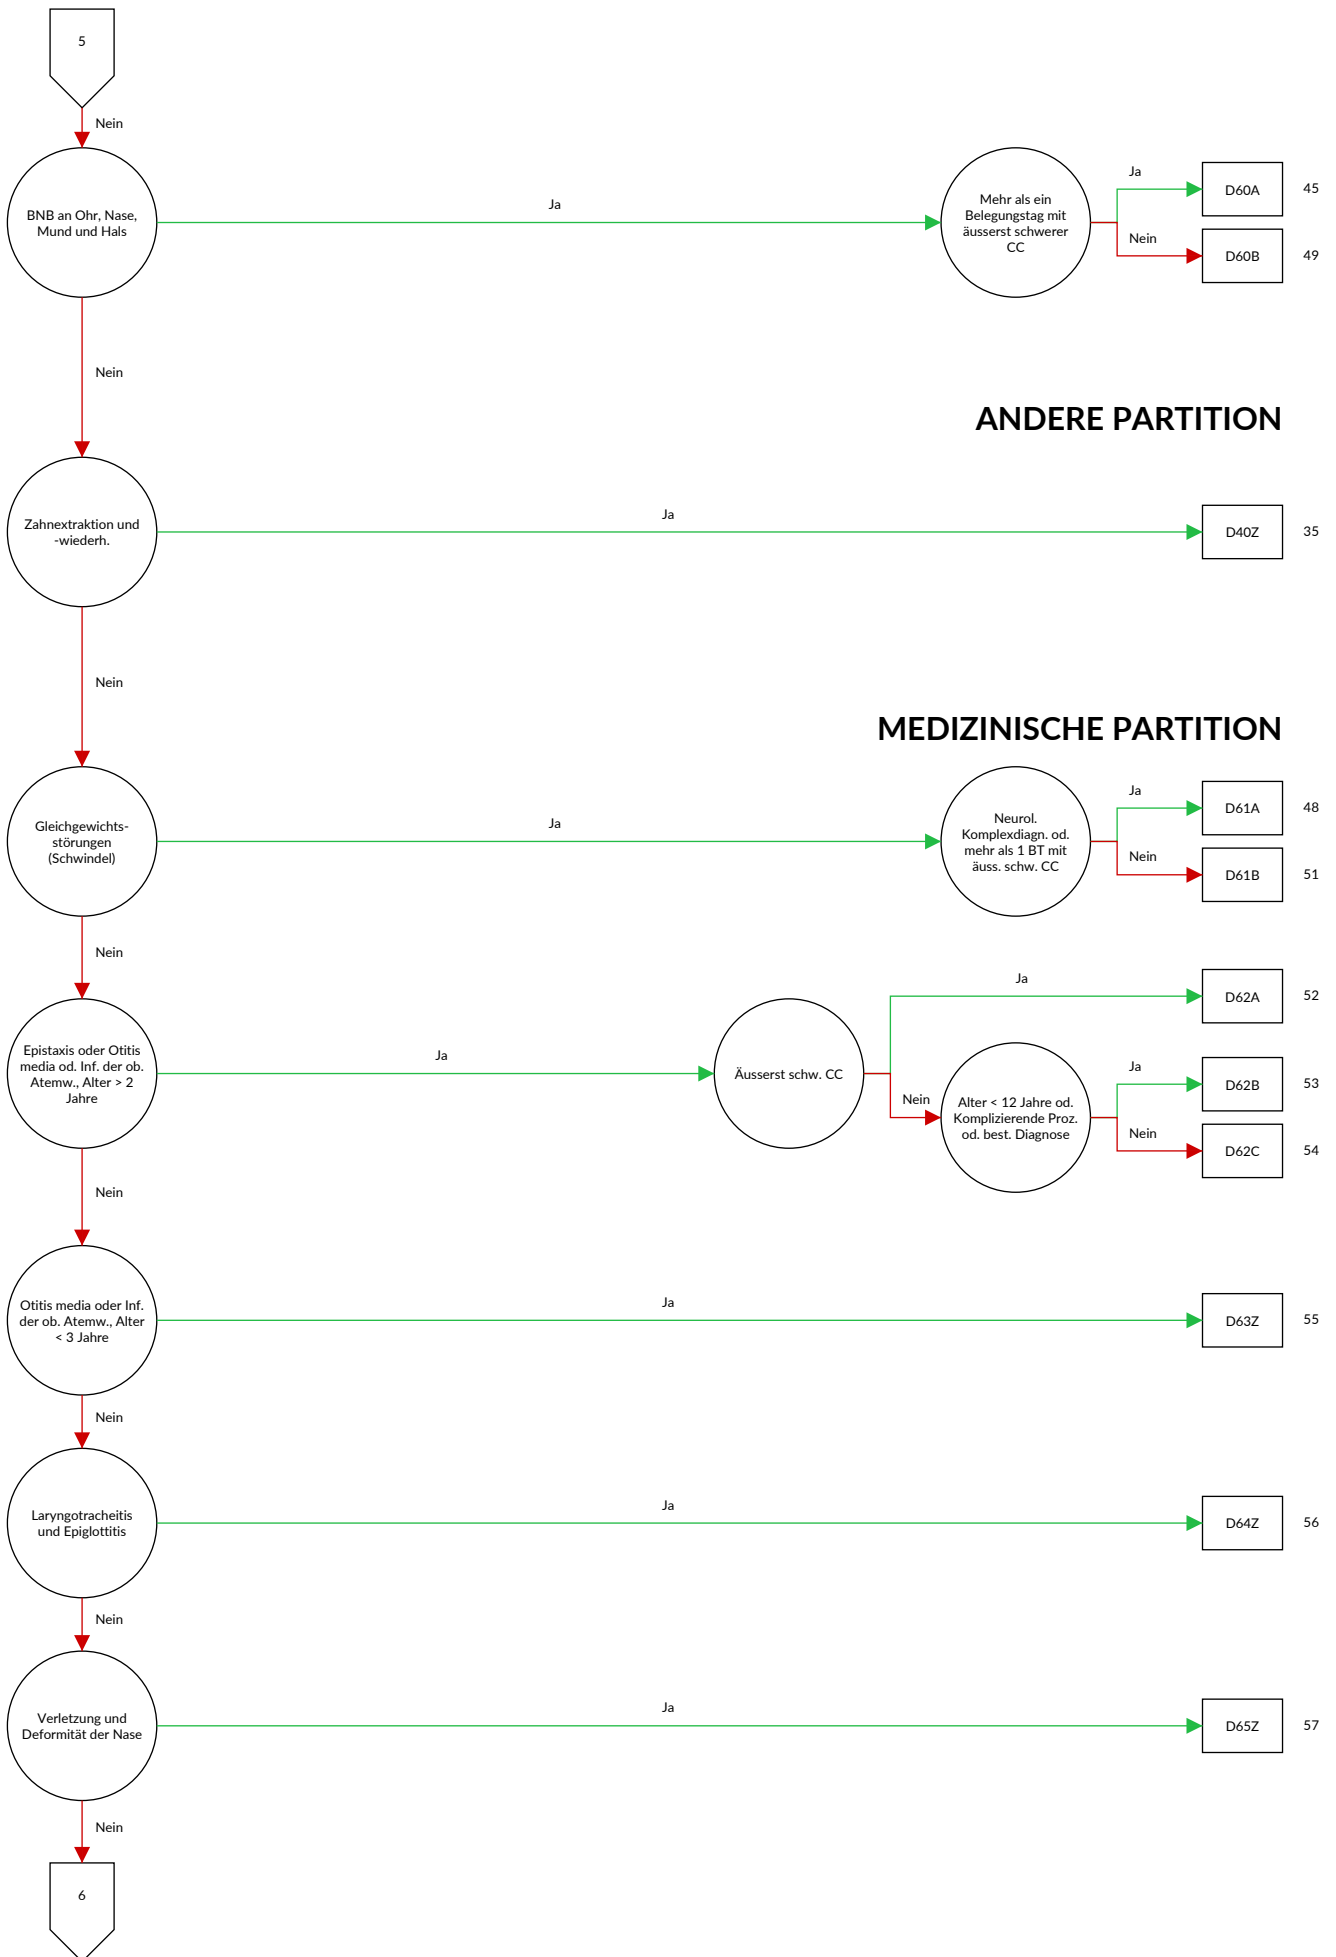 5
Nein
BNB an Ohr, Nase,
Mund und Hals
Ja
Mehr als ein
Belegungstag mit
äusserst schwerer
CC
Ja
D60A
45
Nein
D60B
49
Nein
ANDERE PARTITION
Zahnextraktion und
-wiederh.
Ja
D40Z
35
Nein
MEDIZINISCHE PARTITION
Gleichgewichts-
störungen
(Schwindel)
Ja
Neurol.
Komplexdiagn. od.
mehr als 1 BT mit
äuss. schw. CC
Ja
D61A
48
Nein
D61B
51
Nein
Epistaxis oder Otitis
media od. Inf. der ob.
Atemw., Alter > 2
Jahre
Ja
Äusserst schw. CC
Ja
D62A
52
Nein
Alter < 12 Jahre od.
Komplizierende Proz.
od. best. Diagnose
Ja
D62B
53
Nein
D62C
54
Nein
Otitis media oder Inf.
der ob. Atemw., Alter
< 3 Jahre
Ja
D63Z
55
Nein
Laryngotracheitis
und Epiglottitis
Ja
D64Z
56
Nein
Verletzung und
Deformität der Nase
Ja
D65Z
57
Nein
6